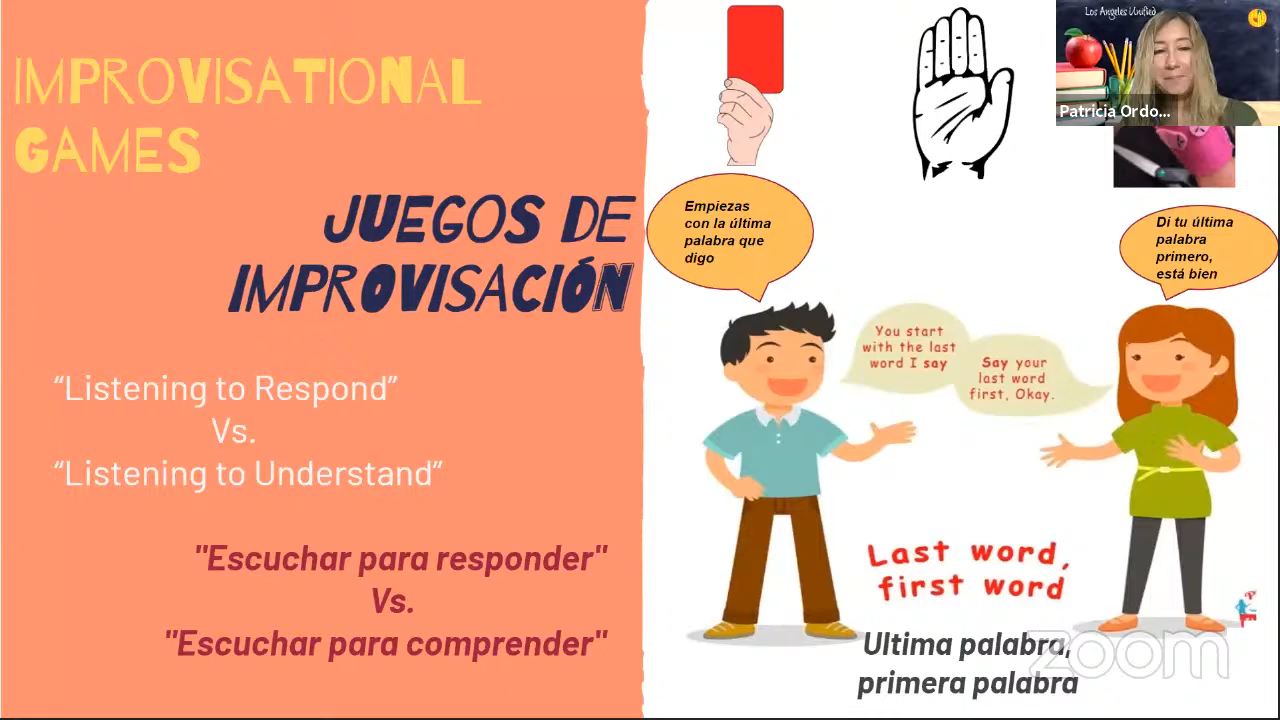 IMPROVISATIONAL
GAMES
JUEGOS DE
IMPROVISACIÓN
“Listening to Respond”
Vs.
“Listening to Understand”
"Escuchar para responder"
Vs.
"Escuchar para comprender"
Los Angeles Unified
Patricia Ordo...
Empiezas
con la última
palabra que
digo
Di tu última
palabra
primero,
está bien
You start
with the last
word I say
Say your
last word
first, Okay.
Last word,
first word
Ultima palabra,
primera palabra
zoom